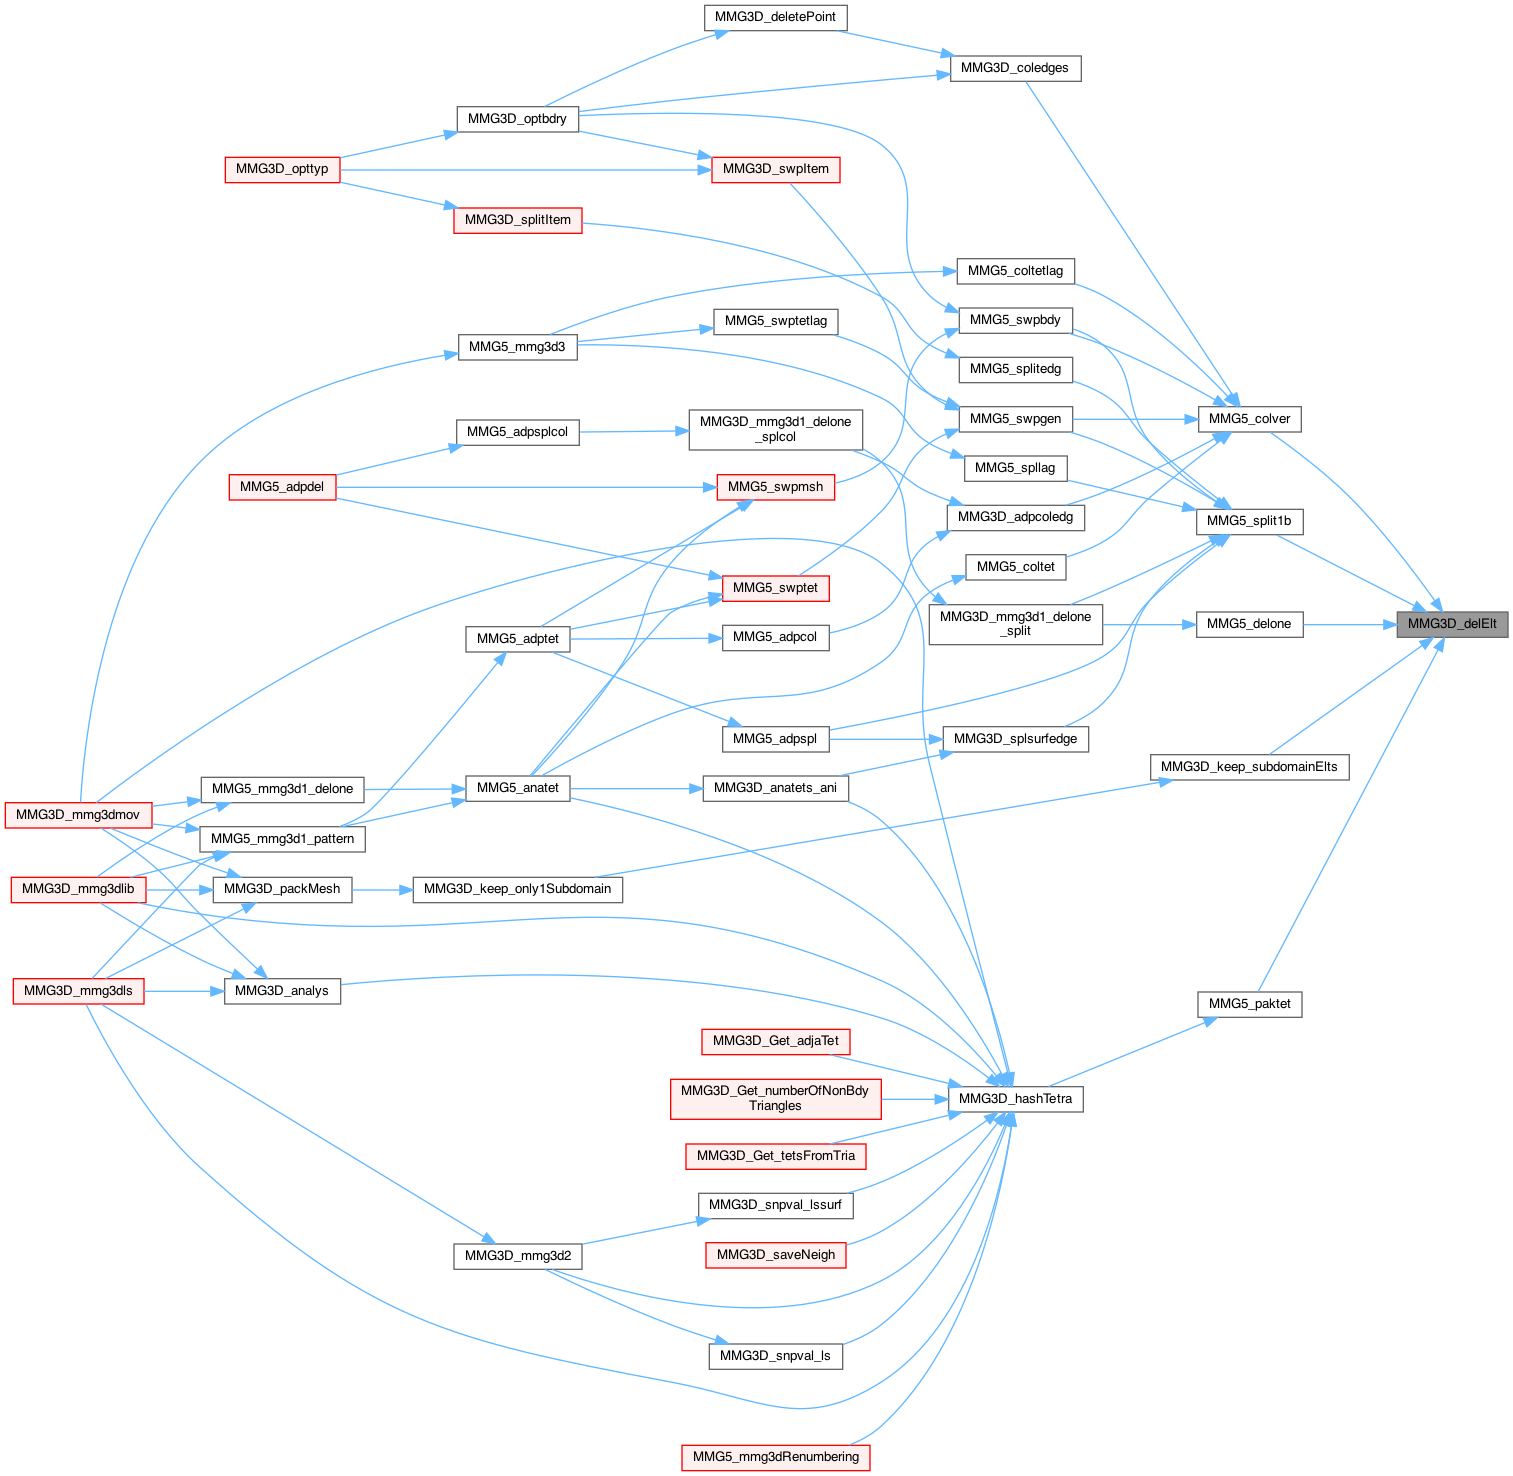 MMG3D_deletePoint
MMG3D_coledges
MMG3D_optbdry
MMG3D_opttyp
MMG3D_swpItem
MMG3D_splitItem
MMG5_coltetlag
MMG5_swptetlag
MMG5_swpbdy
MMG5_mmg3d3
MMG5_splitedg
MMG5_adpsplcol
MMG3D_mmg3d1_delone
_splcol
MMG5_swpgen
MMG5_colver
MMG5_spllag
MMG5_adpdel
MMG5_swpmsh
MMG3D_adpcoledg
MMG5_split1b
MMG5_coltet
MMG5_swptet
MMG3D_mmg3d1_delone
_split
MMG5_delone
MMG3D_delElt
MMG5_adptet
MMG5_adpcol
MMG5_adpspl
MMG3D_splsurfedge
MMG3D_keep_subdomainElts
MMG5_mmg3d1_delone
MMG5_anatet
MMG3D_anatets_ani
MMG3D_mmg3dmov
MMG5_mmg3d1_pattern
MMG3D_mmg3dlib
MMG3D_packMesh
MMG3D_keep_only1Subdomain
MMG3D_mmg3dls
MMG3D_analys
MMG5_paktet
MMG3D_Get_adjaTet
MMG3D_Get_numberOfNonBdy
Triangles
MMG3D_hashTetra
MMG3D_Get_tetsFromTria
MMG3D_snpval_lssurf
MMG3D_mmg3d2
MMG3D_saveNeigh
MMG3D_snpval_ls
MMG5_mmg3dRenumbering